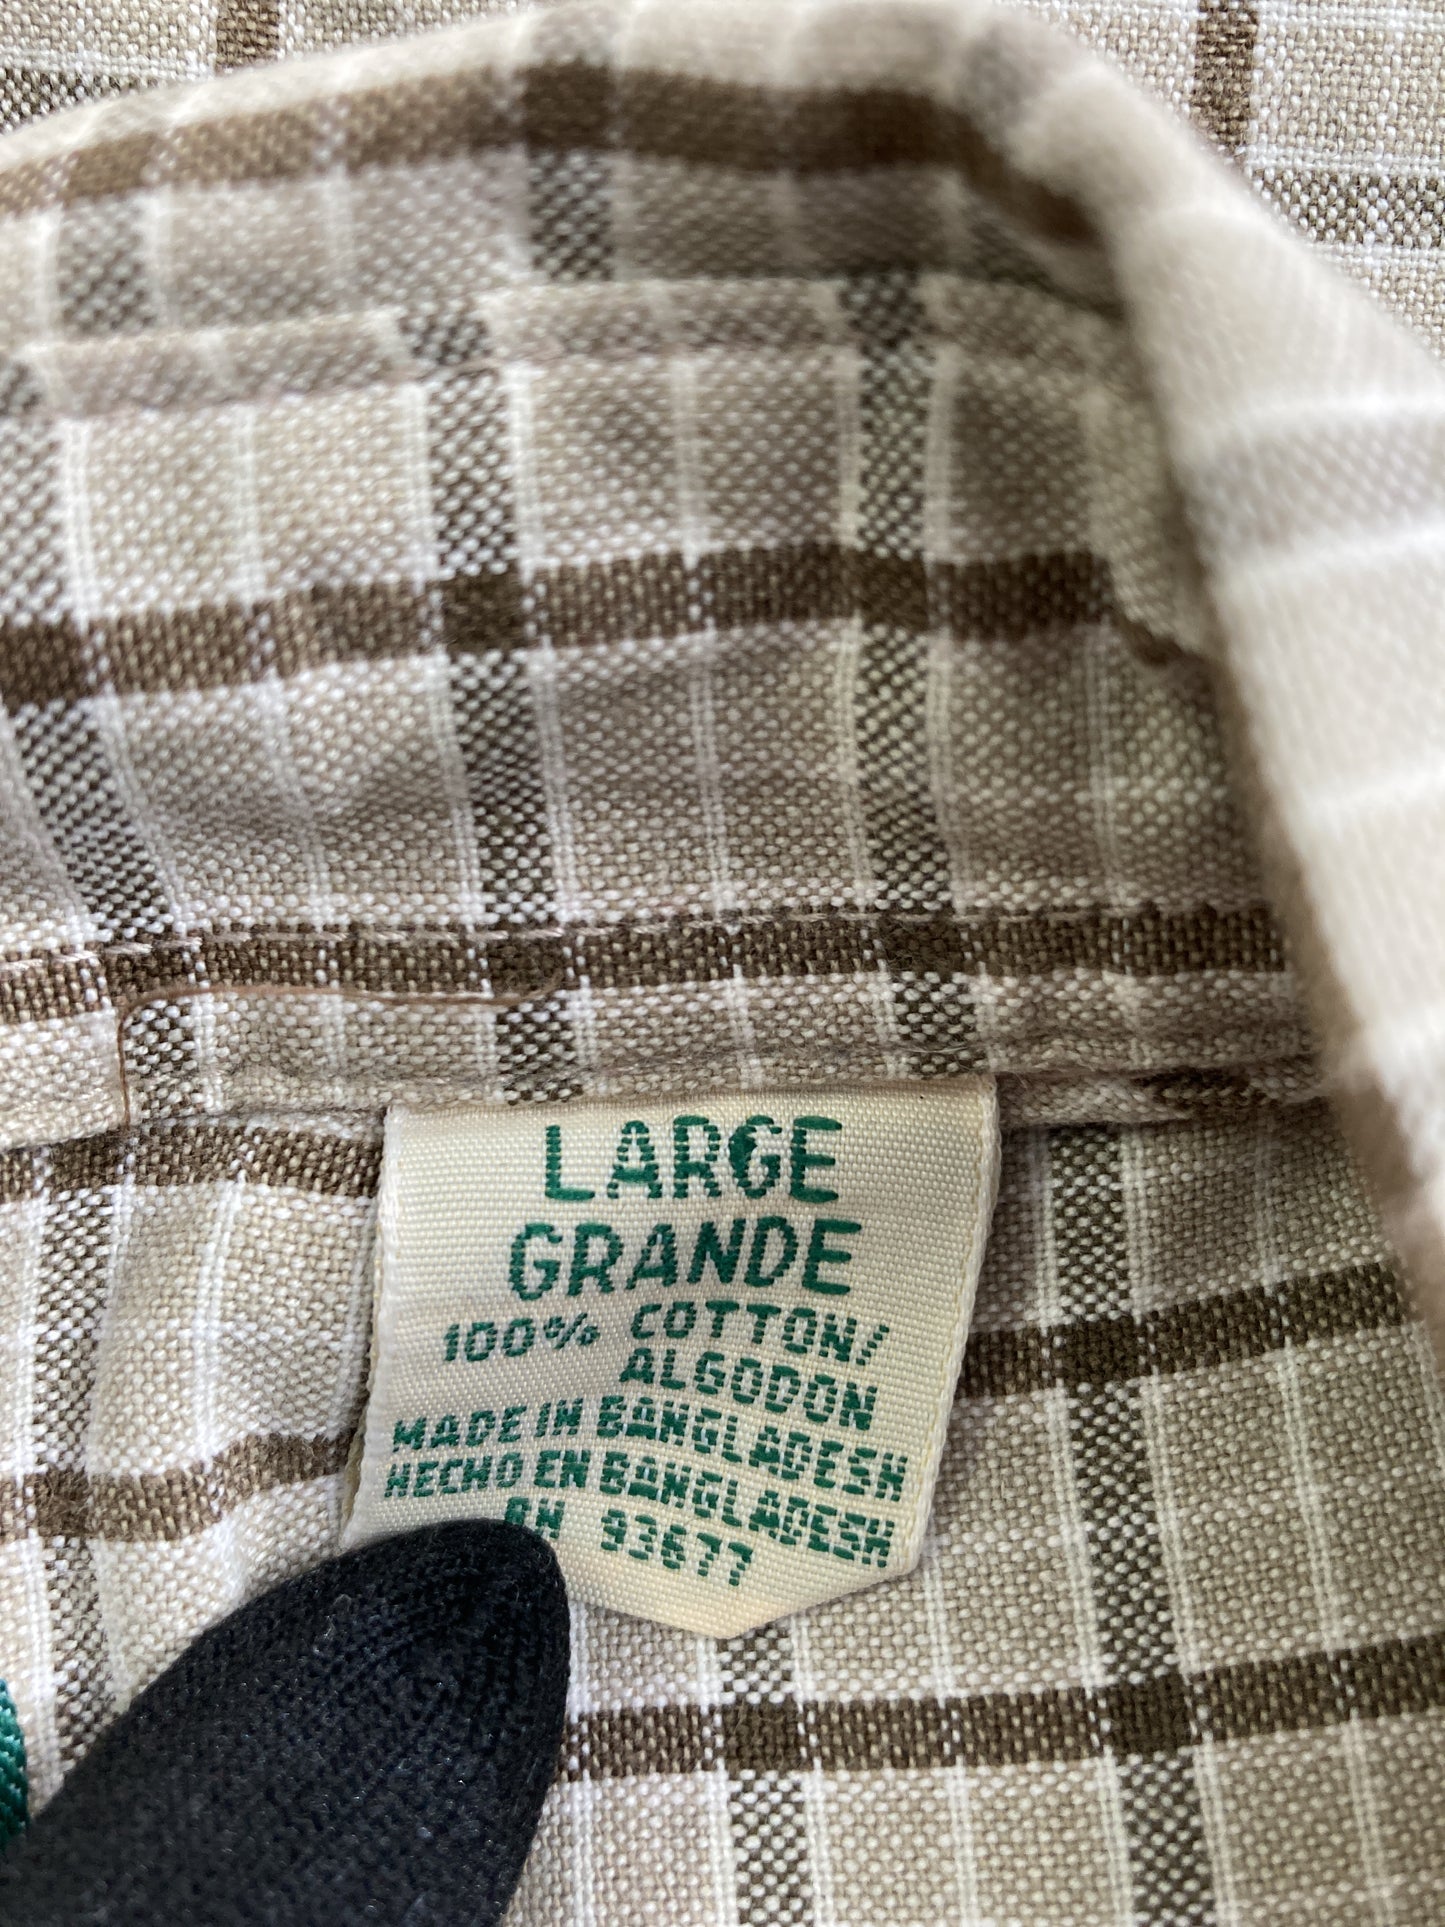 LARGE
GRANDE
100% COTTON/
ALGODON
MADE IN BANGLADESH
HECHO EN BANGLADESH
93677